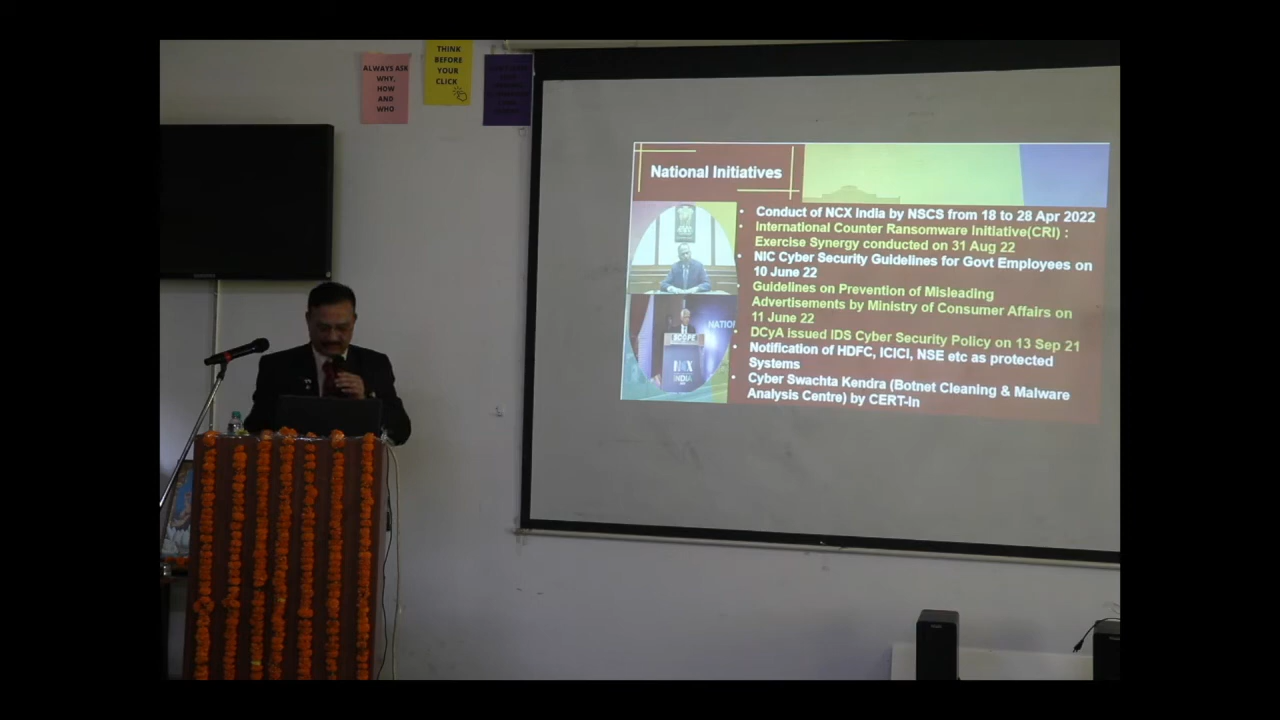 ALWAYS ASK
WHY,
HOW
AND
WHO
THINK
BEFORE
YOUR
CLICK
National Initiatives
• Conduct of NCX India by NSCS from 18 to 28 Apr 2022
• International Counter Ransomware Initiative(CRI) :
Exercise Synergy conducted on 31 Aug 22
• NIC Cyber Security Guidelines for Govt Employees on
10 June 22
• Guidelines on Prevention of Misleading
Advertisements by Ministry of Consumer Affairs on
11 June 22
• DCyA issued IDS Cyber Security Policy on 13 Sep 21
• Notification of HDFC, ICICI, NSE etc as protected
Systems
• Cyber Swachta Kendra (Botnet Cleaning & Malware
Analysis Centre) by CERT-In
NCX
INDIA